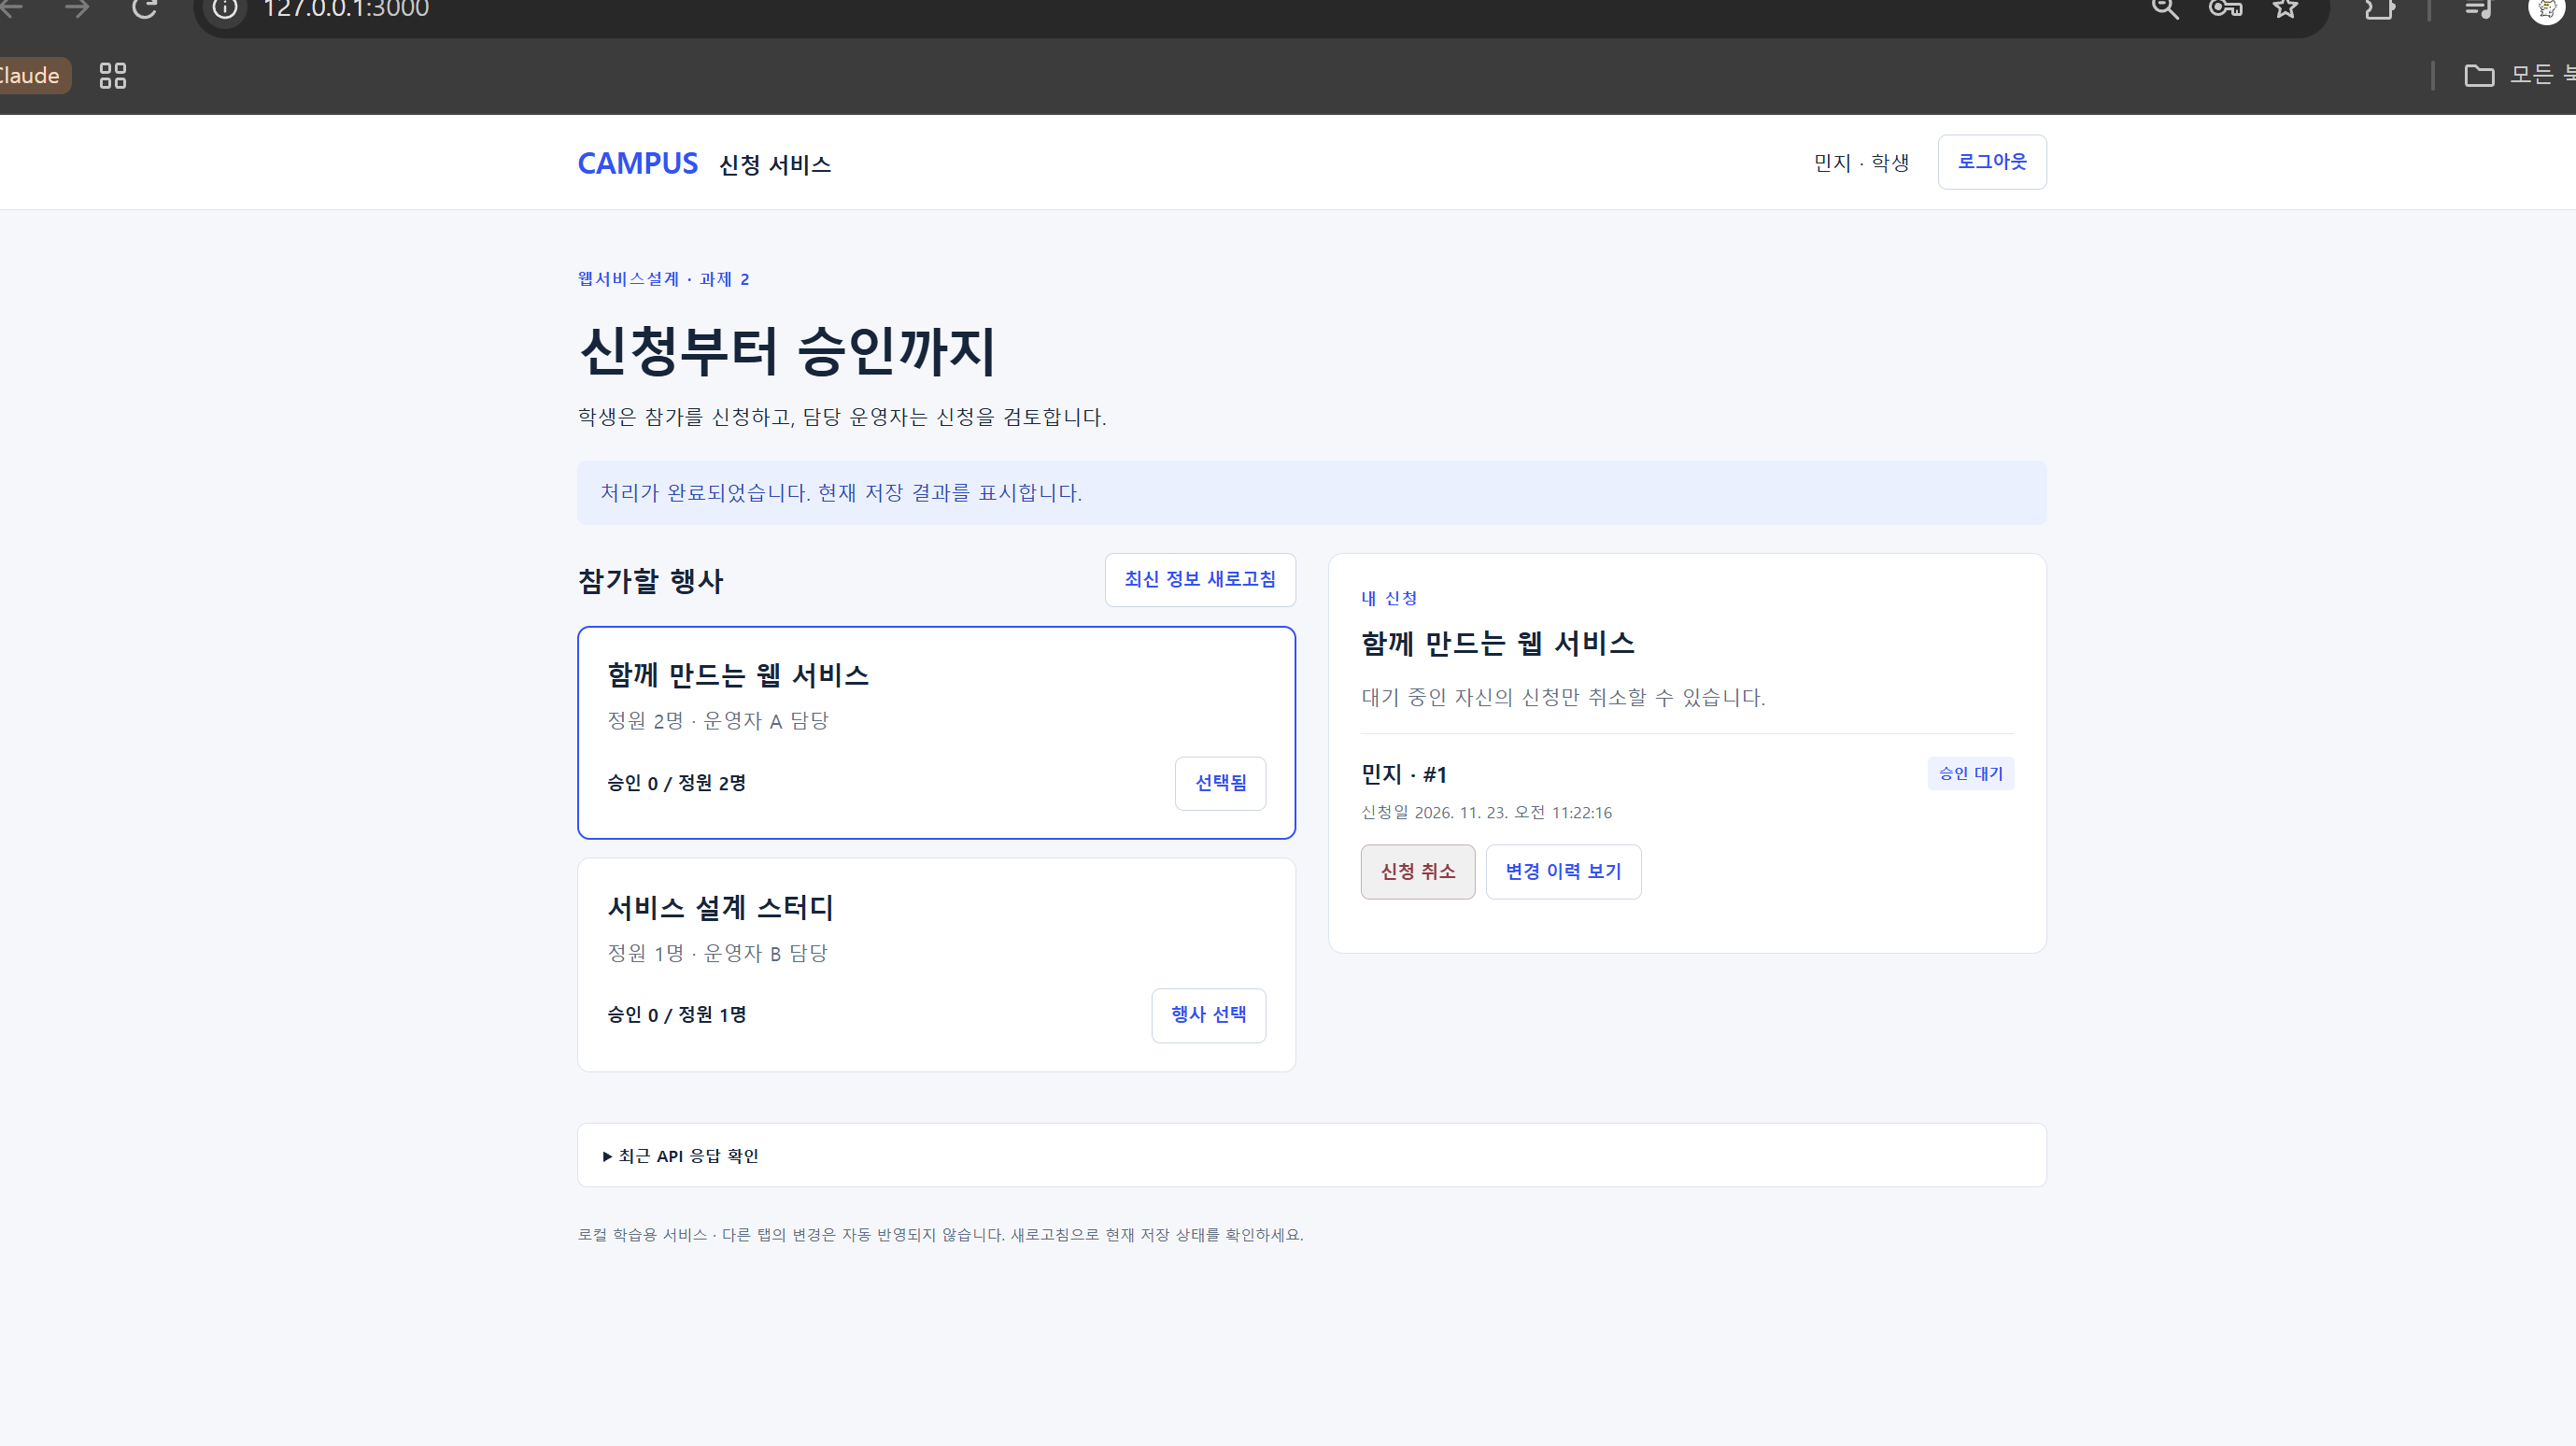 127.0.0.1:3000
Claude
모든
CAMPUS 신청 서비스
민지 · 학생
로그아웃
웹서비스설계 · 과제 2
신청부터 승인까지
학생은 참가를 신청하고, 담당 운영자는 신청을 검토합니다.
처리가 완료되었습니다. 현재 저장 결과를 표시합니다.
참가할 행사
최신 정보 새로고침
함께 만드는 웹 서비스
정원 2명 · 운영자 A 담당
승인 0 / 정원 2명
선택됨
서비스 설계 스터디
정원 1명 · 운영자 B 담당
승인 0 / 정원 1명
행사 선택
내 신청
함께 만드는 웹 서비스
대기 중인 자신의 신청만 취소할 수 있습니다.
민지 · #1
승인 대기
신청일 2026. 11. 23. 오전 11:22:16
신청 취소
변경 이력 보기
▶ 최근 API 응답 확인
로컬 학습용 서비스 · 다른 탭의 변경은 자동 반영되지 않습니다. 새로고침으로 현재 저장 상태를 확인하세요.